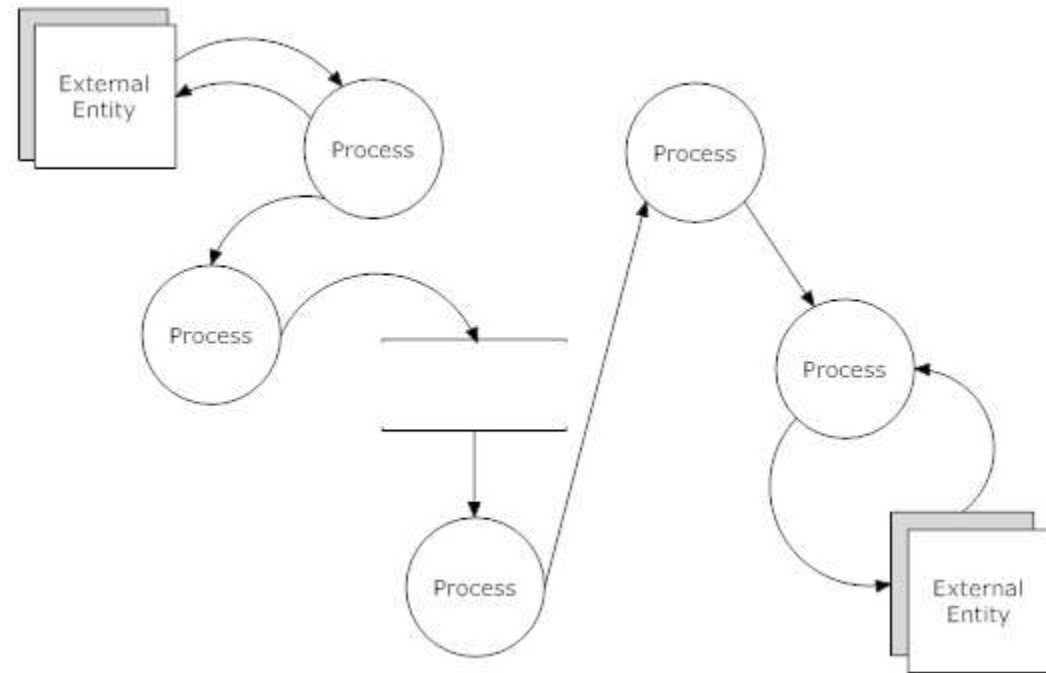 External
Entity
Process
Process
Process
Process
Process
External
Entity